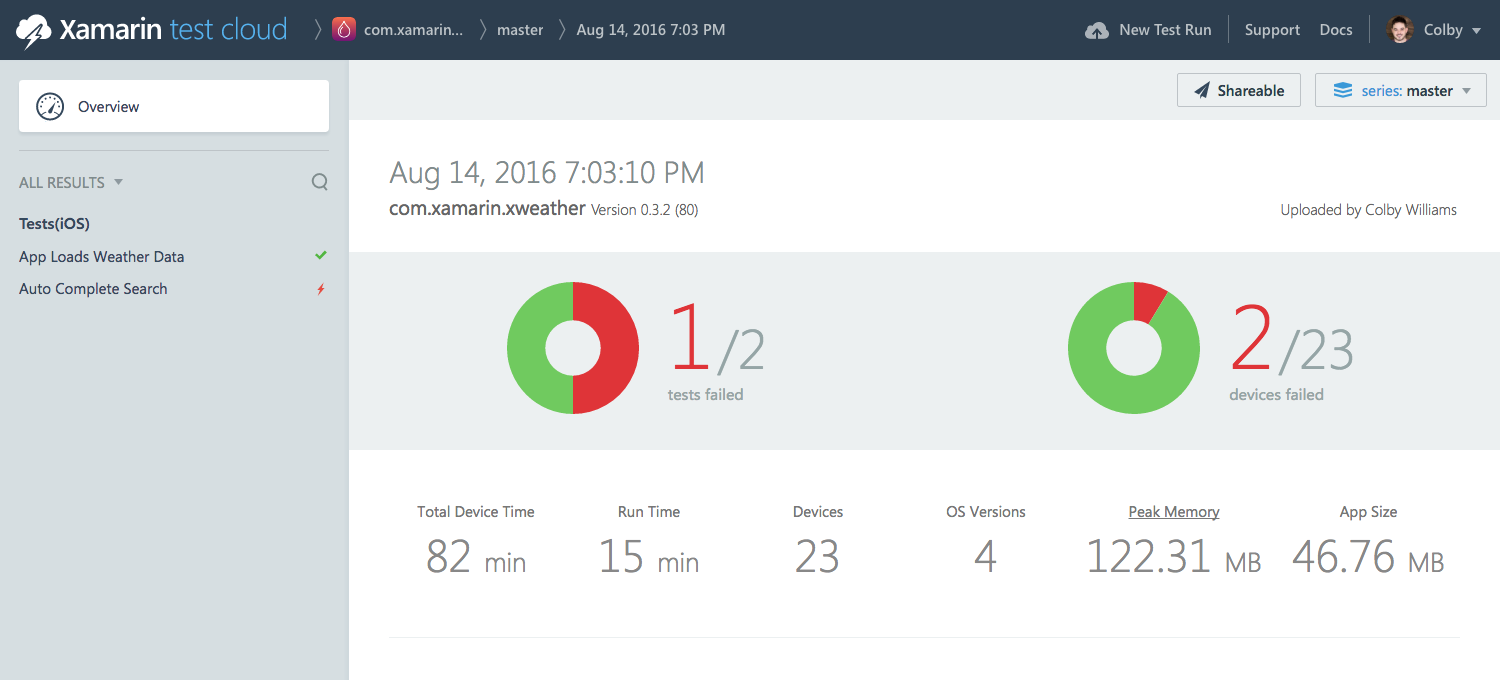 Xamarin test cloud
com.xamarin...
master
Aug 14, 2016 7:03 PM
New Test Run
Support
Docs
Colby
Overview
Shareable
series: master
ALL RESULTS
Tests(iOS)
App Loads Weather Data
Auto Complete Search
Aug 14, 2016 7:03:10 PM
com.xamarin.xweather Version 0.3.2 (80)
Uploaded by Colby Williams
1/2
tests failed
2/23
devices failed
Total Device Time
82 min
Run Time
15 min
Devices
23
OS Versions
4
Peak Memory
122.31 MB
App Size
46.76 MB